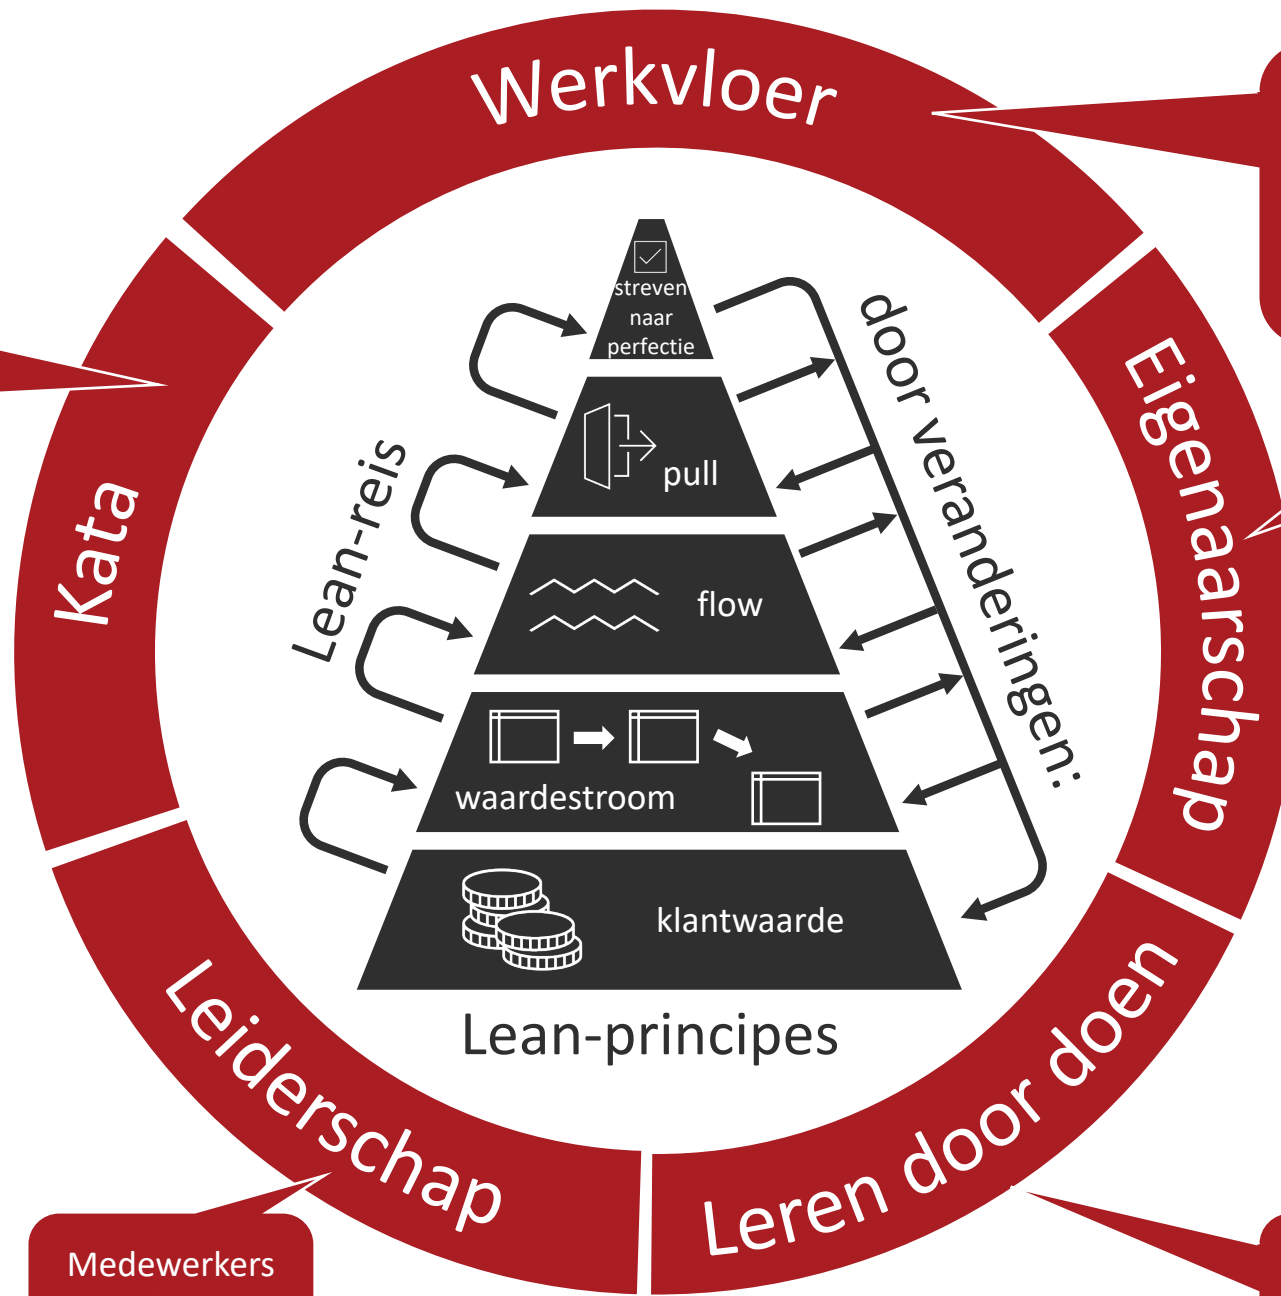 Werkvloer
streven
naar
perfectie
door veranderingen:
Eigenaarschap
Lean-reis
Kata
pull
flow
waardestroom
klantwaarde
Lean-principes
Leiderschap
Leren door doen
Medewerkers